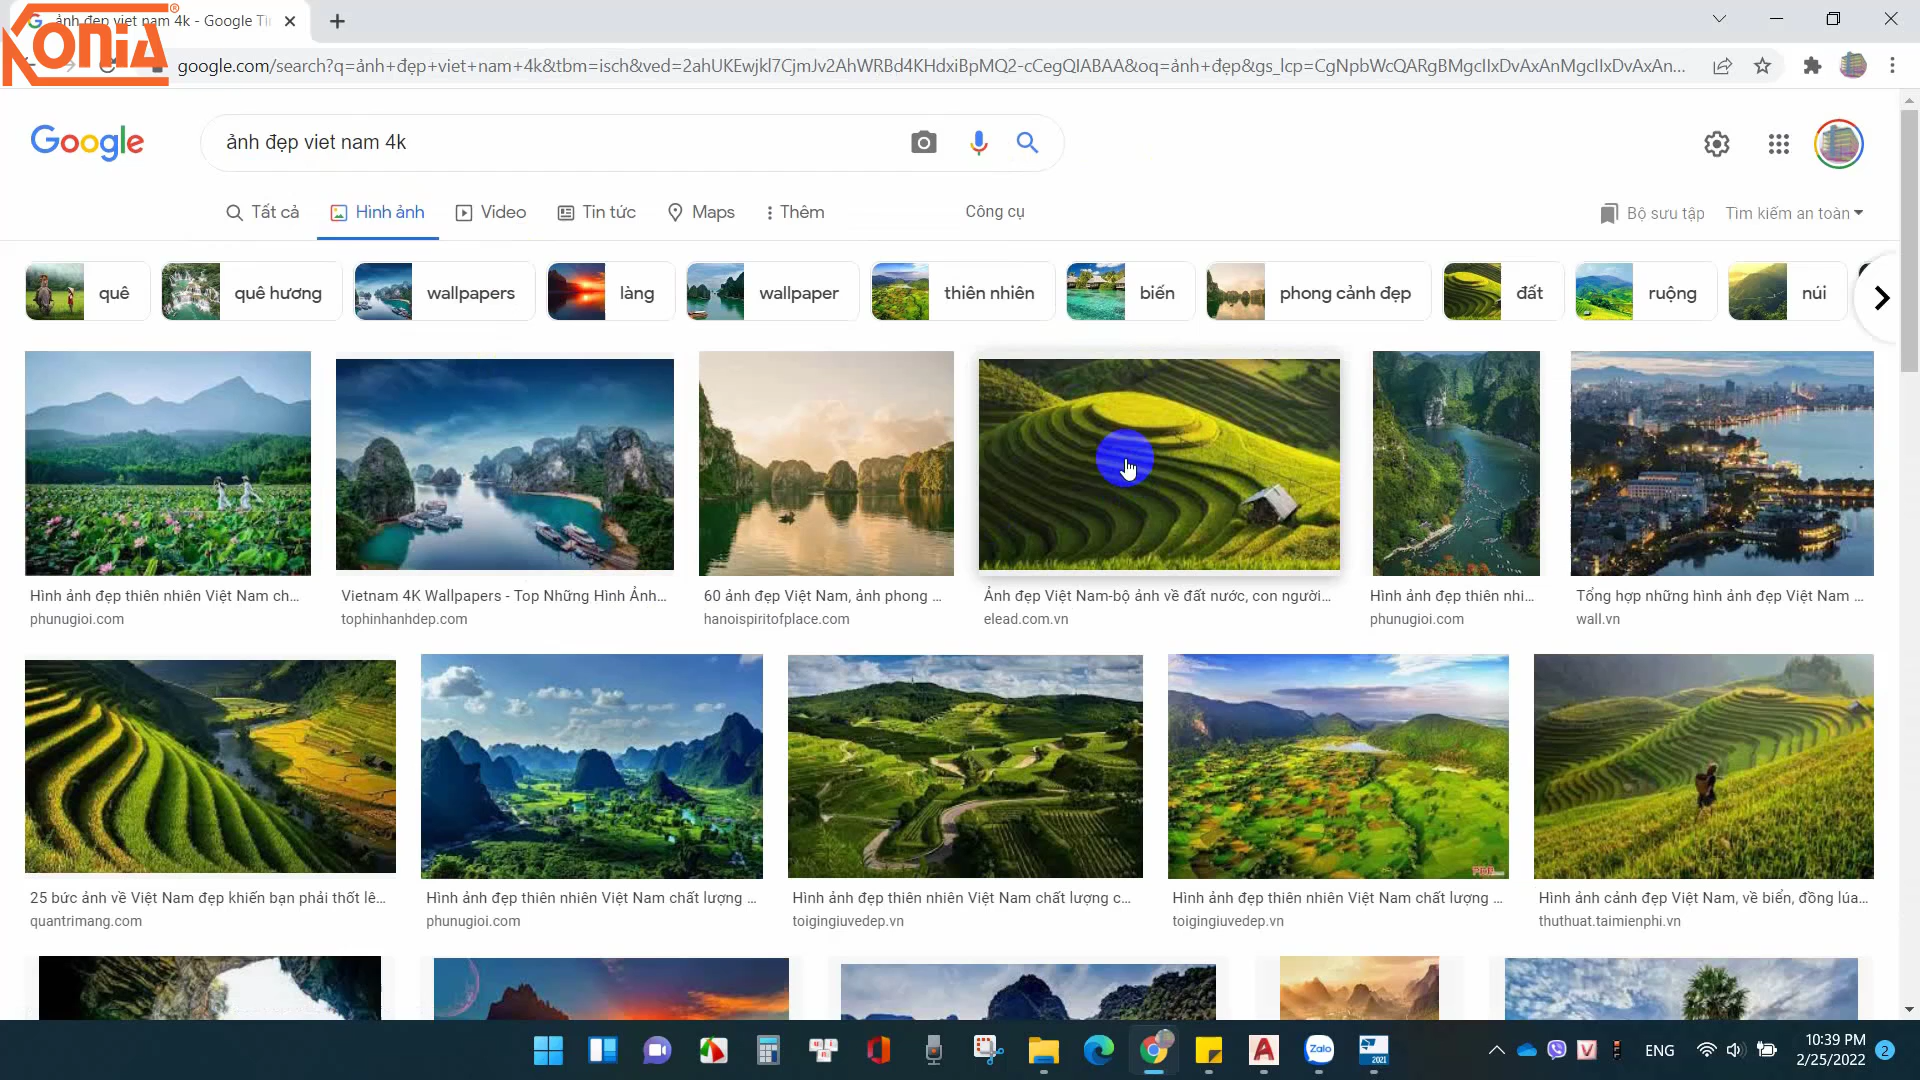 KONIA®
ảnh đẹp viet nam 4k - Google Tì
google.com/search?q=ảnh+đẹp+viet+nam+4k&tbm=isch&ved=2ahUKEwjkl7CjmJv2AhWRBd4KHdxiBpMQ2-cCegQIABAA&oq=ảnh+đẹp&gs_lcp=CgNpbWcQARgBMgcIIxDvAxAnMgcIIxDvAxAn...
Google
ảnh đẹp viet nam 4k
Tất cả
Hình ảnh
Video
Tin tức
Maps
Thêm
Công cụ
Bộ sưu tập
Tìm kiếm an toàn
quê
quê hương
wallpapers
làng
wallpaper
thiên nhiên
biển
phong cảnh đẹp
đất
ruộng
núi
Hình ảnh đẹp thiên nhiên Việt Nam ch...
phunugioi.com
Vietnam 4K Wallpapers - Top Những Hình Ảnh...
tophinhanhdep.com
60 ảnh đẹp Việt Nam, ảnh phong ...
hanoispiritofplace.com
Ảnh đẹp Việt Nam-bộ ảnh về đất nước, con người...
elead.com.vn
Hình ảnh đẹp thiên nhi...
phunugioi.com
Tổng hợp những hình ảnh đẹp Việt Nam ...
wall.vn
25 bức ảnh về Việt Nam đẹp khiến bạn phải thốt lê...
quantrimang.com
Hình ảnh đẹp thiên nhiên Việt Nam chất lượng ...
phunugioi.com
Hình ảnh đẹp thiên nhiên Việt Nam chất lượng c...
toigingiuvedep.vn
Hình ảnh đẹp thiên nhiên Việt Nam chất lượng ...
toigingiuvedep.vn
Hình ảnh cảnh đẹp Việt Nam, về biển, đồng lúa...
thuthuat.taimienphi.vn
Zalo
2021
ENG
10:39 PM
2/25/2022
2